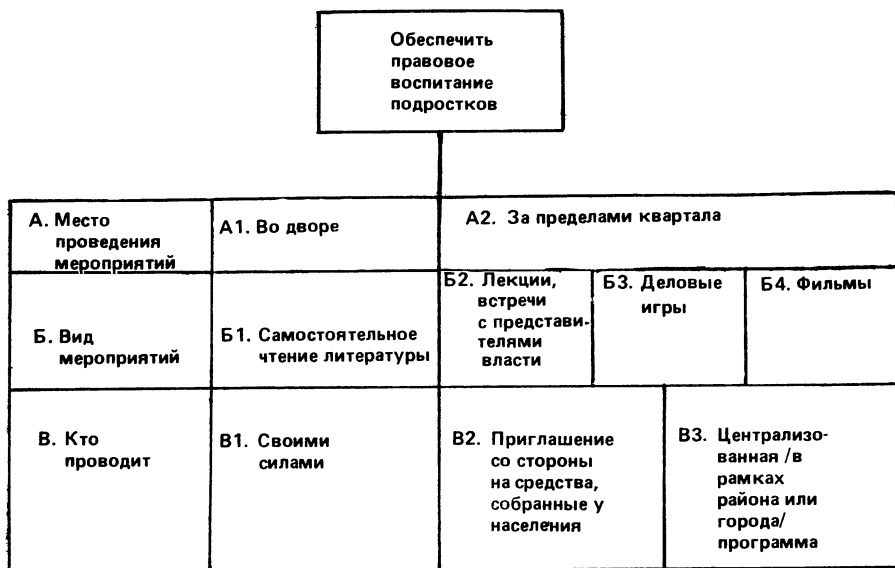 Обеспечить
правовое
воспитание
подростков
А. Место
проведения
мероприятий
А1. Во дворе
А2. За пределами квартала
Б. Вид
мероприятий
Б1. Самостоятельное
чтение литературы
Б2. Лекции,
встречи
с представи-
телями
власти
Б3. Деловые
игры
Б4. Фильмы
В. Кто
проводит
В1. Своими
силами
В2. Приглашение
со стороны
на средства,
собранные у
населения
В3. Централизо-
ванная /в
рамках
района или
города/
программа